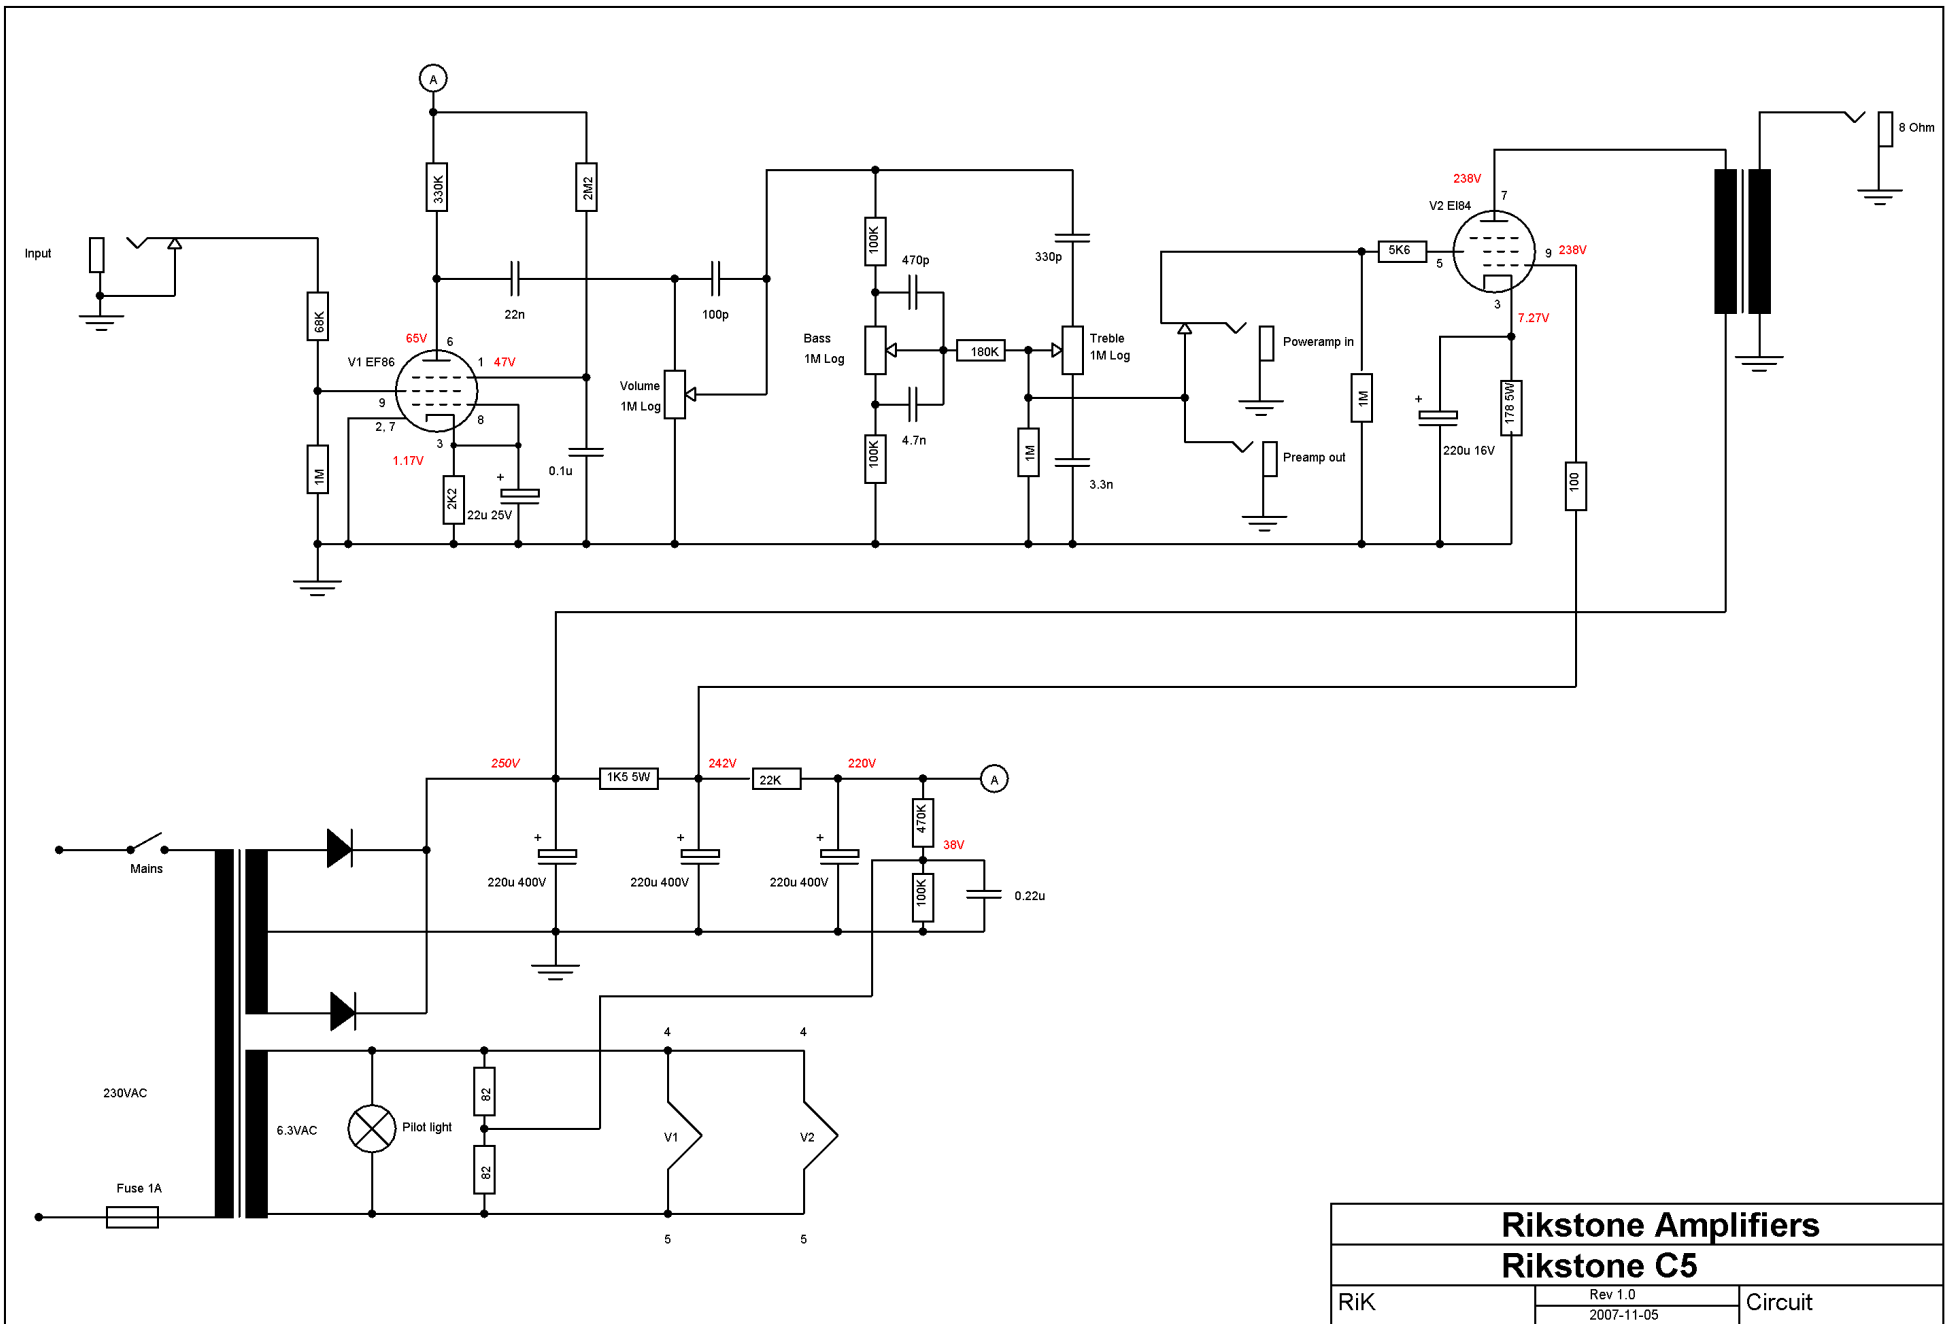 A
330K
2M2
Input
68K
22n
100p
65V
6
V1 EF86
1
47V
9
8
2, 7
3
1.17V
1M
2K2
+
22u 25V
0.1u
Volume
1M Log
100K
470p
330p
Bass
1M Log
180K
Treble
1M Log
4.7n
100K
1M
3.3n
Poweramp in
Preamp out
1M
5K6
238V
V2 El84
7
5
9
238V
3
7.27V
+
220u 16V
178 5W
100
8 Ohm
250V
1K5 5W
242V
22K
220V
A
470K
38V
100K
0.22u
+
220u 400V
+
220u 400V
+
220u 400V
Mains
230VAC
6.3VAC
Pilot light
82
82
4
4
V1
V2
5
5
Fuse 1A
Rikstone Amplifiers
Rikstone C5
RiK
Rev 1.0
2007-11-05
Circuit